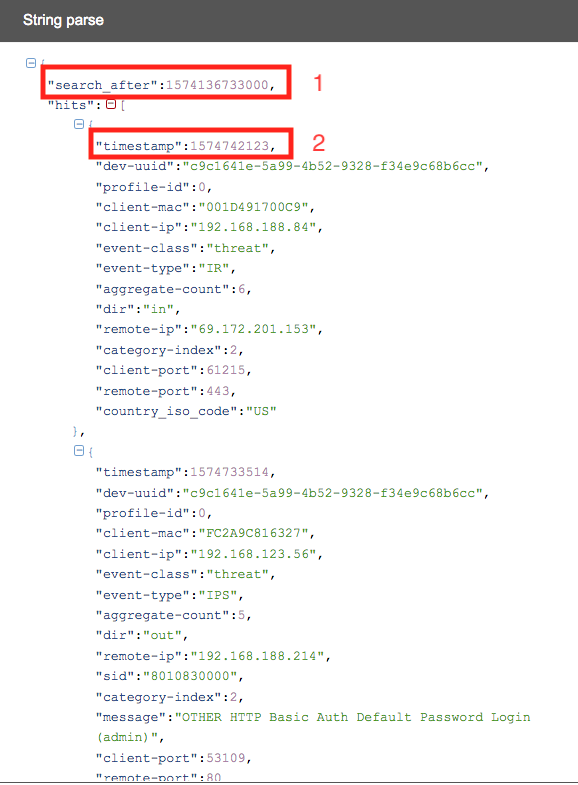 String parse
{
"search_after":1574136733000,
1
"hits":[
{
"timestamp":1574742123,
2
"dev-uuid":"c9c1641e-5a99-4b52-9328-f34e9c68b6cc",
"profile-id":0,
"client-mac":"001D491700C9",
"client-ip":"192.168.188.84",
"event-class":"threat",
"event-type":"IR",
"aggregate-count":6,
"dir":"in",
"remote-ip":"69.172.201.153",
"category-index":2,
"client-port":61215,
"remote-port":443,
"country_iso_code":"US"
},
{
"timestamp":1574733514,
"dev-uuid":"c9c1641e-5a99-4b52-9328-f34e9c68b6cc",
"profile-id":0,
"client-mac":"FC2A9C816327",
"client-ip":"192.168.123.56",
"event-class":"threat",
"event-type":"IPS",
"aggregate-count":5,
"dir":"out",
"remote-ip":"192.168.188.214",
"sid":"8010830000",
"category-index":2,
"message":"OTHER HTTP Basic Auth Default Password Login
(admin)",
"client-port":53109,
"remote-port":80